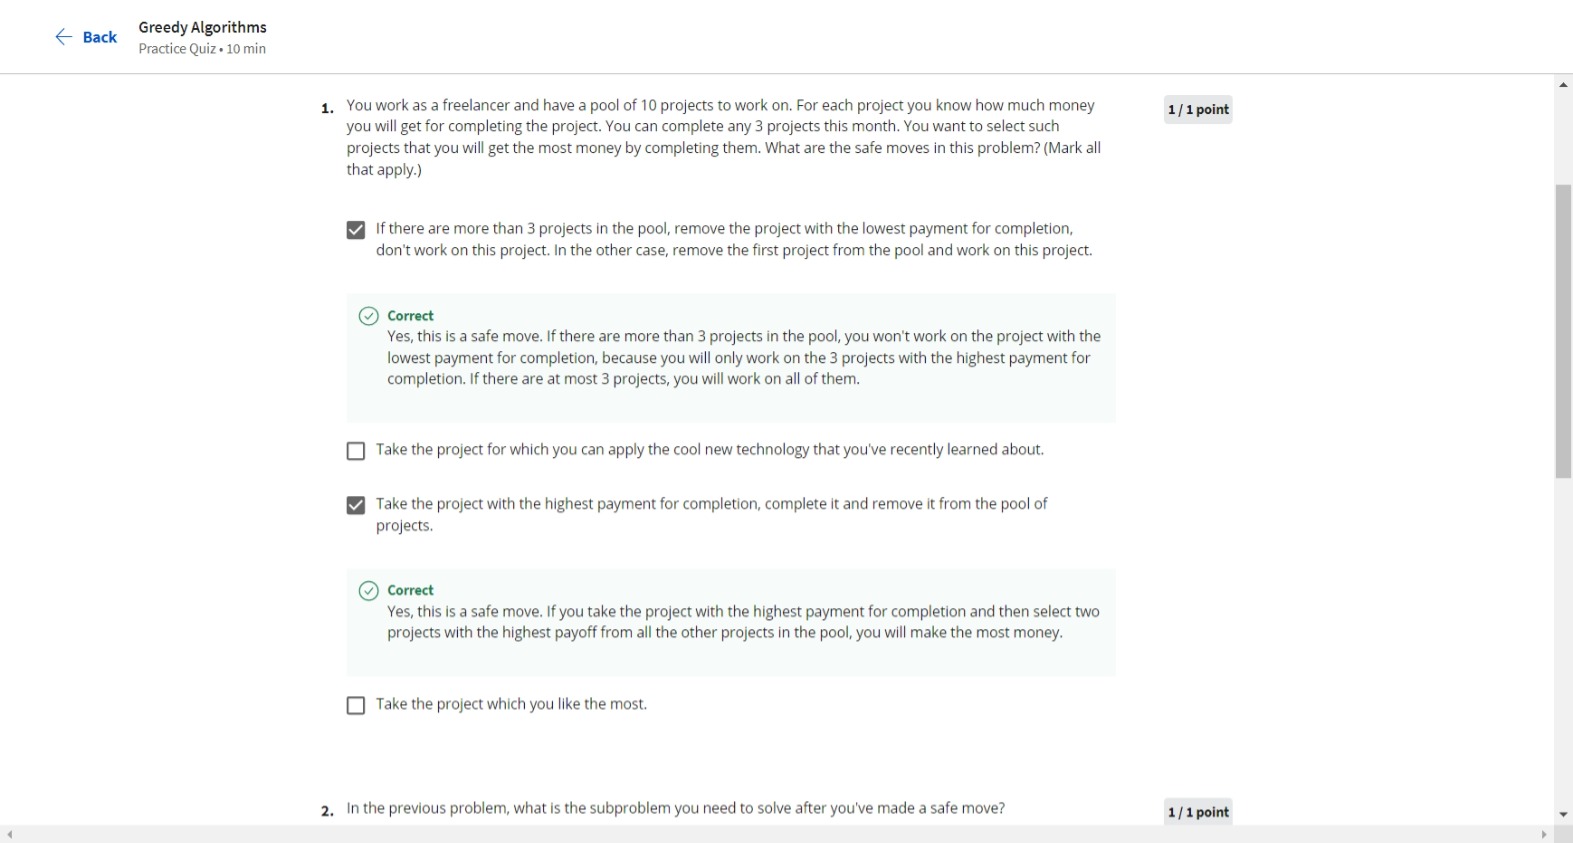 Back
Greedy Algorithms
Practice Quiz • 10 min
1. You work as a freelancer and have a pool of 10 projects to work on. For each project you know how much money
you will get for completing the project. You can complete any 3 projects this month. You want to select such
projects that you will get the most money by completing them. What are the safe moves in this problem? (Mark all
that apply.)
1 / 1 point
If there are more than 3 projects in the pool, remove the project with the lowest payment for completion,
don't work on this project. In the other case, remove the first project from the pool and work on this project.
Correct
Yes, this is a safe move. If there are more than 3 projects in the pool, you won't work on the project with the
lowest payment for completion, because you will only work on the 3 projects with the highest payment for
completion. If there are at most 3 projects, you will work on all of them.
Take the project for which you can apply the cool new technology that you've recently learned about.
Take the project with the highest payment for completion, complete it and remove it from the pool of
projects.
Correct
Yes, this is a safe move. If you take the project with the highest payment for completion and then select two
projects with the highest payoff from all the other projects in the pool, you will make the most money.
Take the project which you like the most.
2. In the previous problem, what is the subproblem you need to solve after you've made a safe move?
1 / 1 point